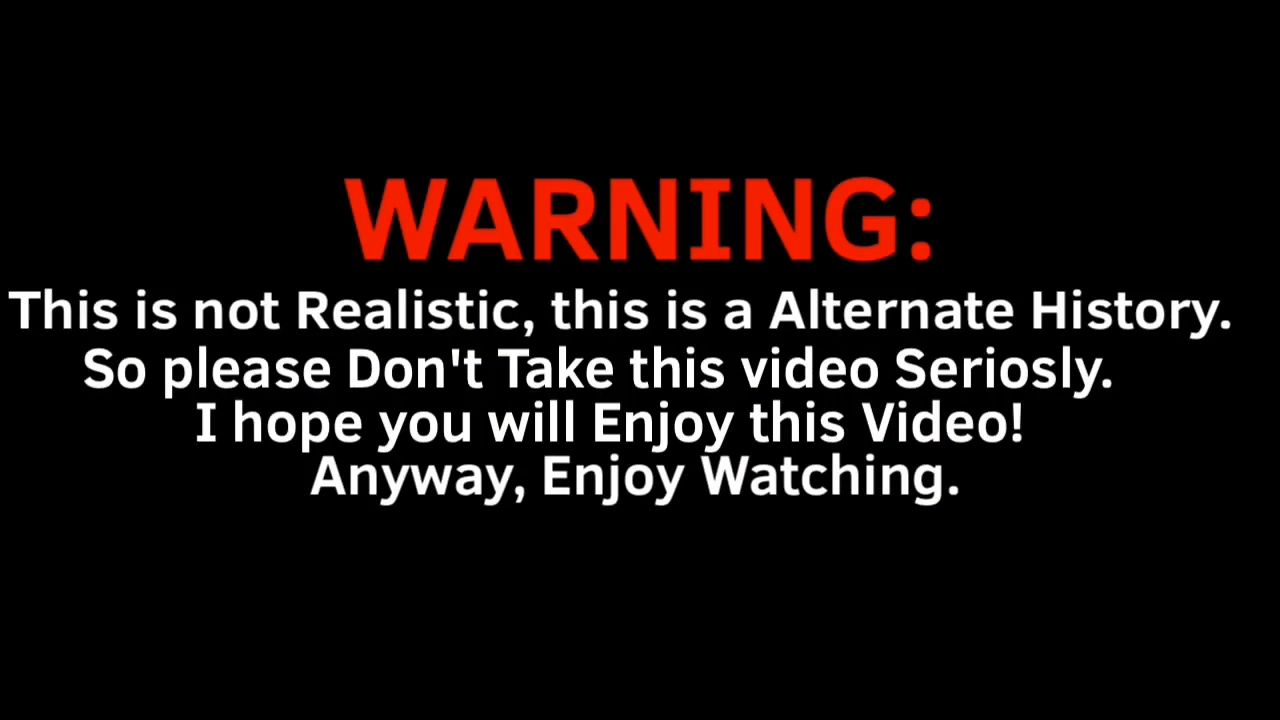 WARNING:
This is not Realistic, this is a Alternate History.
So please Don't Take this video Seriosly.
I hope you will Enjoy this Video!
Anyway, Enjoy Watching.